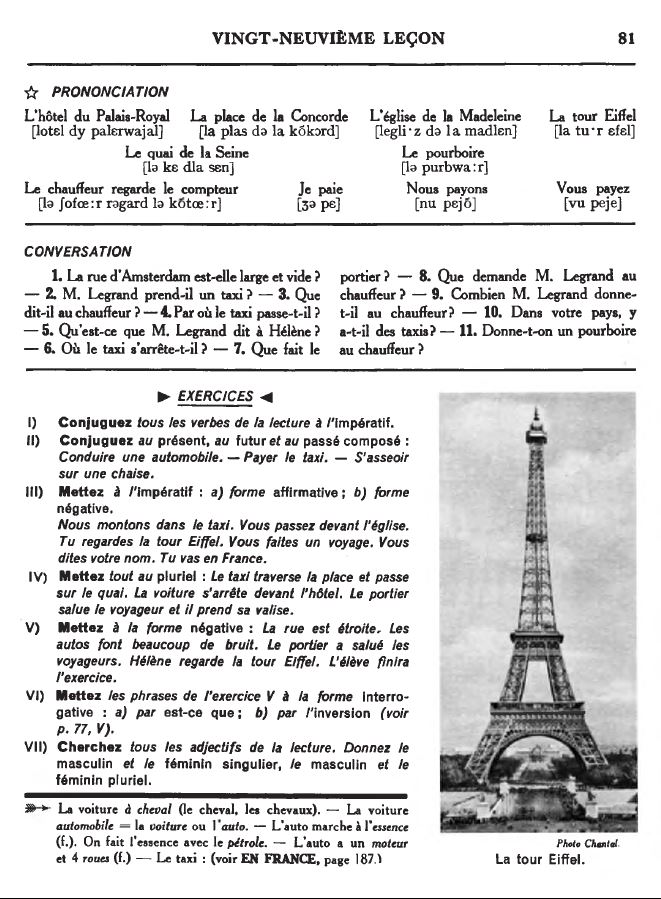 VINGT-NEUVIÈME LEÇON 81
☆ PRONONCIATION
L'hôtel du Palais-Royal La place de la Concorde L'église de la Madeleine La tour Eiffel
[lotɛl dy palɛrwajal] [la plas də la kõkɔrd] [legli·z də la madlɛn] [la tu·r ɛfɛl]
Le quai de la Seine Le pourboire
[lə kɛ dla sɛn] [lə purbwa:r]
Le chauffeur regarde le compteur Je paie Nous payons Vous payez
[lə ʃofœ:r rəgard lə kõtœ:r] [ʒə pɛ] [nu pɛjõ] [vu pɛje]
CONVERSATION
1. La rue d'Amsterdam est-elle large et vide ?
— 2. M. Legrand prend-il un taxi ? — 3. Que
dit-il au chauffeur ? — 4. Par où le taxi passe-t-il ?
— 5. Qu'est-ce que M. Legrand dit à Hélène ?
— 6. Où le taxi s'arrête-t-il ? — 7. Que fait le
portier ? — 8. Que demande M. Legrand au
chauffeur ? — 9. Combien M. Legrand donne-
t-il au chauffeur ? — 10. Dans votre pays, y
a-t-il des taxis ? — 11. Donne-t-on un pourboire
au chauffeur ?
► EXERCICES ◄
I) Conjuguez tous les verbes de la lecture à l'impératif.
II) Conjuguez au présent, au futur et au passé composé :
Conduire une automobile. — Payer le taxi. — S'asseoir
sur une chaise.
III) Mettez à l'impératif : a) forme affirmative ; b) forme
négative.
Nous montons dans le taxi. Vous passez devant l'église.
Tu regardes la tour Eiffel. Vous faites un voyage. Vous
dites votre nom. Tu vas en France.
IV) Mettez tout au pluriel : Le taxi traverse la place et passe
sur le quai. La voiture s'arrête devant l'hôtel. Le portier
salue le voyageur et il prend sa valise.
V) Mettez à la forme négative : La rue est étroite. Les
autos font beaucoup de bruit. Le portier a salué les
voyageurs. Hélène regarde la tour Eiffel. L'élève finira
l'exercice.
VI) Mettez les phrases de l'exercice V à la forme interro-
gative : a) par est-ce que ; b) par l'inversion (voir
p. 77, V).
VII) Cherchez tous les adjectifs de la lecture. Donnez le
masculin et le féminin singulier, le masculin et le
féminin pluriel.
La voiture à cheval (le cheval, les chevaux). — La voiture
automobile = la voiture ou l'auto. — L'auto marche à l'essence
(f.). On fait l'essence avec le pétrole. — L'auto a un moteur
et 4 roues (f.) — Le taxi : (voir EN FRANCE, page 187.)
Photo Chantal.
La tour Eiffel.